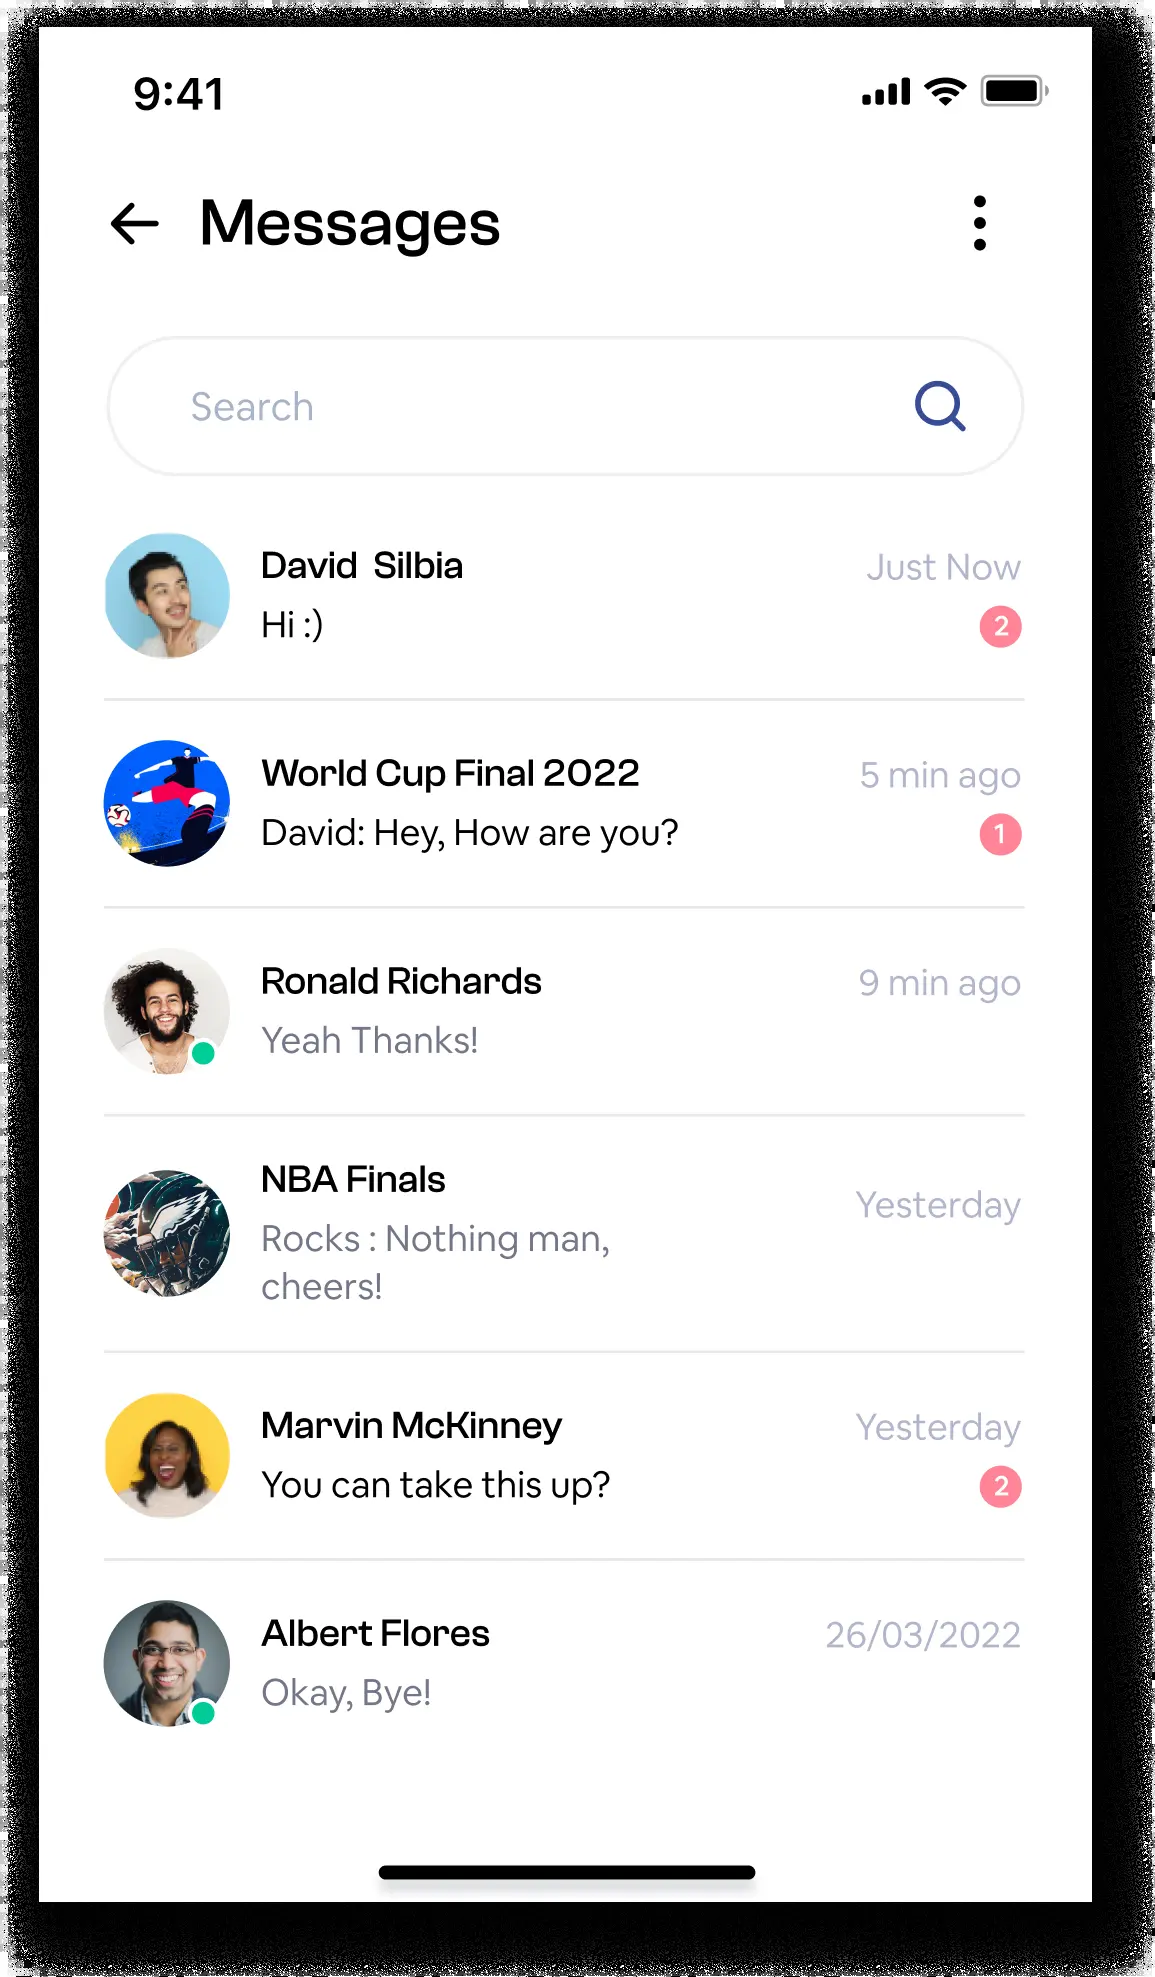 9:41
Messages
Search
David  Silbia
Just Now
Hi :)
2
World Cup Final 2022
5 min ago
David: Hey, How are you?
1
Ronald Richards
9 min ago
Yeah Thanks!
NBA Finals
Yesterday
Rocks : Nothing man,
cheers!
Marvin McKinney
Yesterday
You can take this up?
2
Albert Flores
26/03/2022
Okay, Bye!